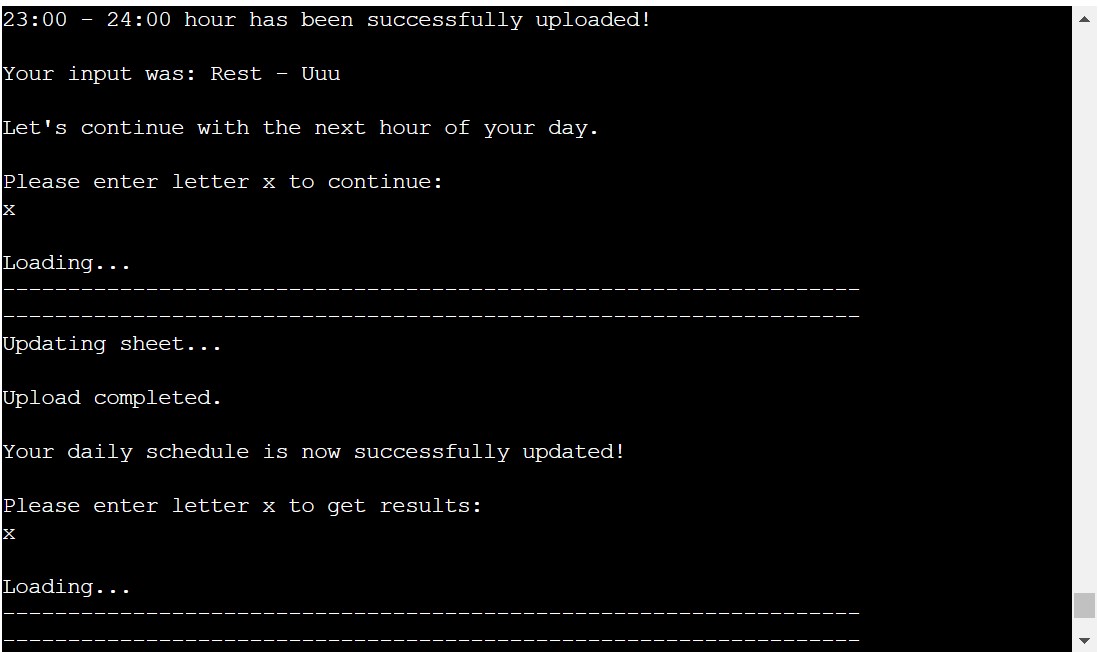 23:00 - 24:00 hour has been successfully uploaded!
Your input was: Rest - Uuu
Let's continue with the next hour of your day.
Please enter letter x to continue:
x
Loading...
------------------------------------------------------------------
------------------------------------------------------------------
Updating sheet...
Upload completed.
Your daily schedule is now successfully updated!
Please enter letter x to get results:
x
Loading...
------------------------------------------------------------------
------------------------------------------------------------------